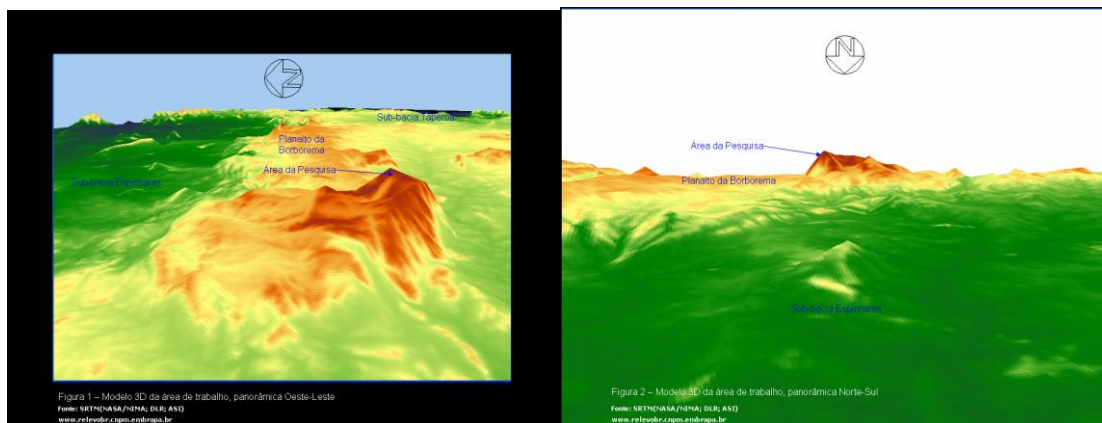 N
Sub-bacia Taperoá
Planalto da
Borborema
Área da Pesquisa
Sub-bacia Espinharas
Figura 1 – Modelo 3D da área de trabalho, panorâmica Oeste-Leste
Fonte: SRTM(NASA/NIMA; DLR; ASI)
www.relevobr.cnpm.embrapa.br
N
Área da Pesquisa
Planalto da Borborema
Sub-bacia Espinharas
Figura 2 – Modelo 3D da área de trabalho, panorâmica Norte-Sul
Fonte: SRTM(NASA/NIMA; DLR; ASI)
www.relevobr.cnpm.embrapa.br